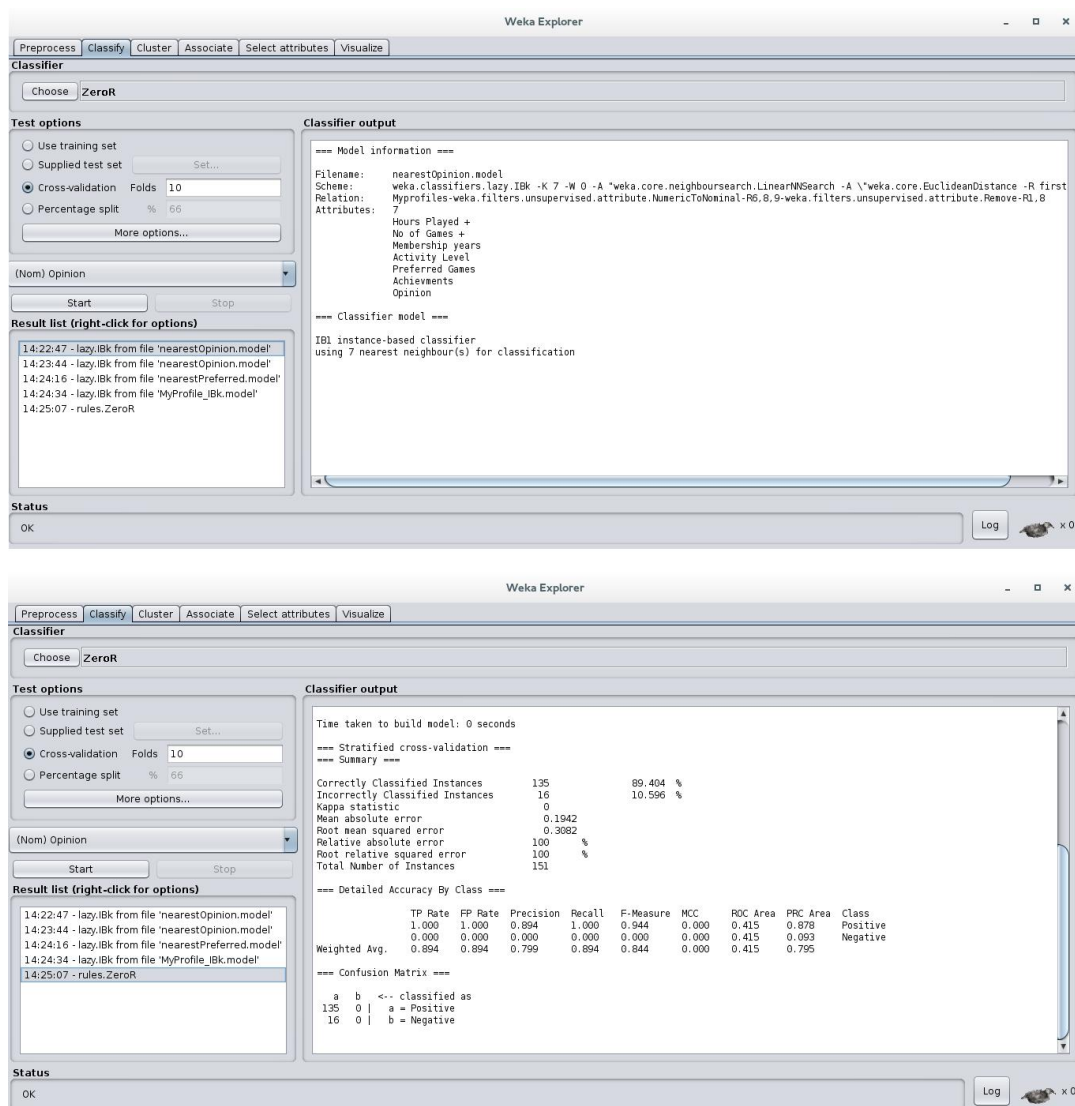 Weka Explorer
Preprocess Classify Cluster Associate Select attributes Visualize
Classifier
Choose ZeroR
Test options
Use training set
Supplied test set Set...
Cross-validation Folds 10
Percentage split % 66
More options...
(Nom) Opinion
Start Stop
Result list (right-click for options)
14:22:47 - lazy.IBk from file 'nearestOpinion.model'
14:23:44 - lazy.IBk from file 'nearestOpinion.model'
14:24:16 - lazy.IBk from file 'nearestPreferred.model'
14:24:34 - lazy.IBk from file 'MyProfile_IBk.model'
14:25:07 - rules.ZeroR
Classifier output
=== Model information ===
Filename: nearestOpinion.model
Scheme: weka.classifiers.lazy.IBk -K 7 -W 0 -A "weka.core.neighboursearch.LinearNNSearch -A \"weka.core.EuclideanDistance -R first
Relation: Myprofiles-weka.filters.unsupervised.attribute.NumericToNominal-R6,8,9-weka.filters.unsupervised.attribute.Remove-R1,8
Attributes: 7
Hours Played +
No of Games +
Membership years
Activity Level
Preferred Games
Achievments
Opinion
=== Classifier model ===
IB1 instance-based classifier
using 7 nearest neighbour(s) for classification
Status
OK
Log x 0
Weka Explorer
Preprocess Classify Cluster Associate Select attributes Visualize
Classifier
Choose ZeroR
Test options
Use training set
Supplied test set Set...
Cross-validation Folds 10
Percentage split % 66
More options...
(Nom) Opinion
Start Stop
Result list (right-click for options)
14:22:47 - lazy.IBk from file 'nearestOpinion.model'
14:23:44 - lazy.IBk from file 'nearestOpinion.model'
14:24:16 - lazy.IBk from file 'nearestPreferred.model'
14:24:34 - lazy.IBk from file 'MyProfile_IBk.model'
14:25:07 - rules.ZeroR
Classifier output
Time taken to build model: 0 seconds
=== Stratified cross-validation ===
=== Summary ===
Correctly Classified Instances 135 89.404 %
Incorrectly Classified Instances 16 10.596 %
Kappa statistic 0
Mean absolute error 0.1942
Root mean squared error 0.3082
Relative absolute error 100 %
Root relative squared error 100 %
Total Number of Instances 151
=== Detailed Accuracy By Class ===
TP Rate FP Rate Precision Recall F-Measure MCC ROC Area PRC Area Class
1.000 1.000 0.894 1.000 0.944 0.000 0.415 0.878 Positive
0.000 0.000 0.000 0.000 0.000 0.000 0.415 0.093 Negative
Weighted Avg. 0.894 0.894 0.799 0.894 0.844 0.000 0.415 0.795
=== Confusion Matrix ===
a b <-- classified as
135 0 | a = Positive
16 0 | b = Negative
Status
OK
Log x 0